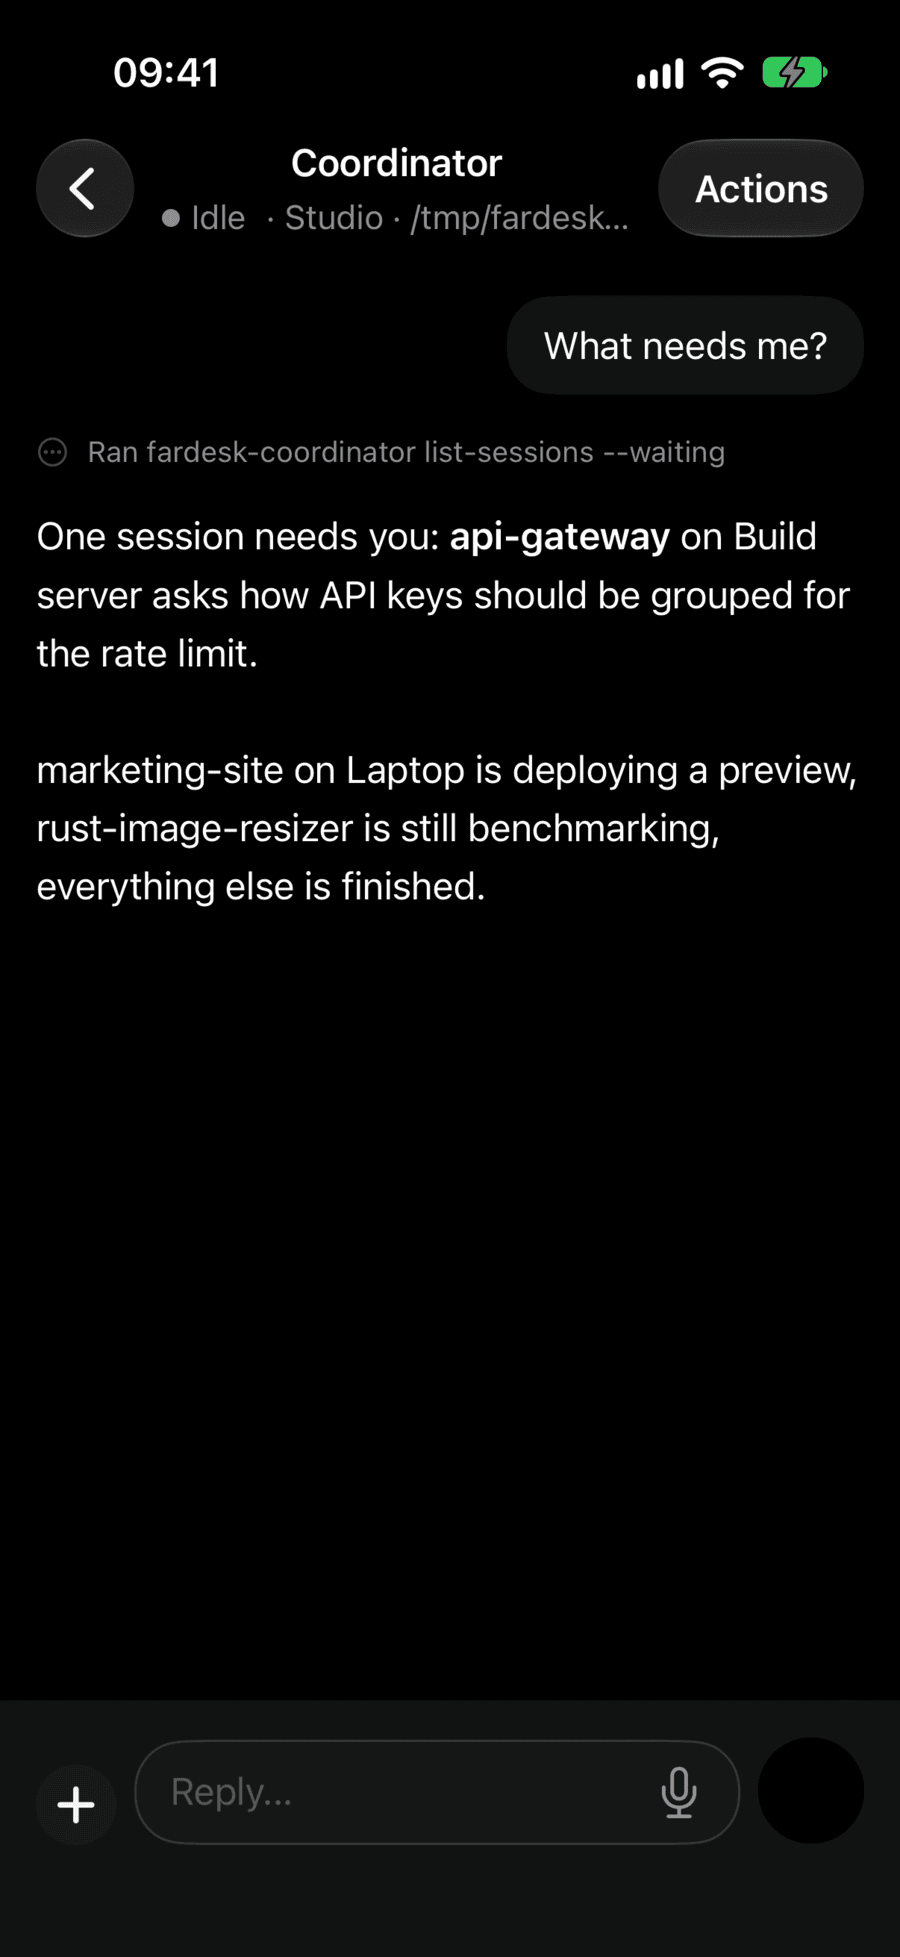 09:41
Coordinator
Idle · Studio · /tmp/fardesk...
Actions
What needs me?
Ran fardesk-coordinator list-sessions --waiting
One session needs you: api-gateway on Build
server asks how API keys should be grouped for
the rate limit.
marketing-site on Laptop is deploying a preview,
rust-image-resizer is still benchmarking,
everything else is finished.
Reply...